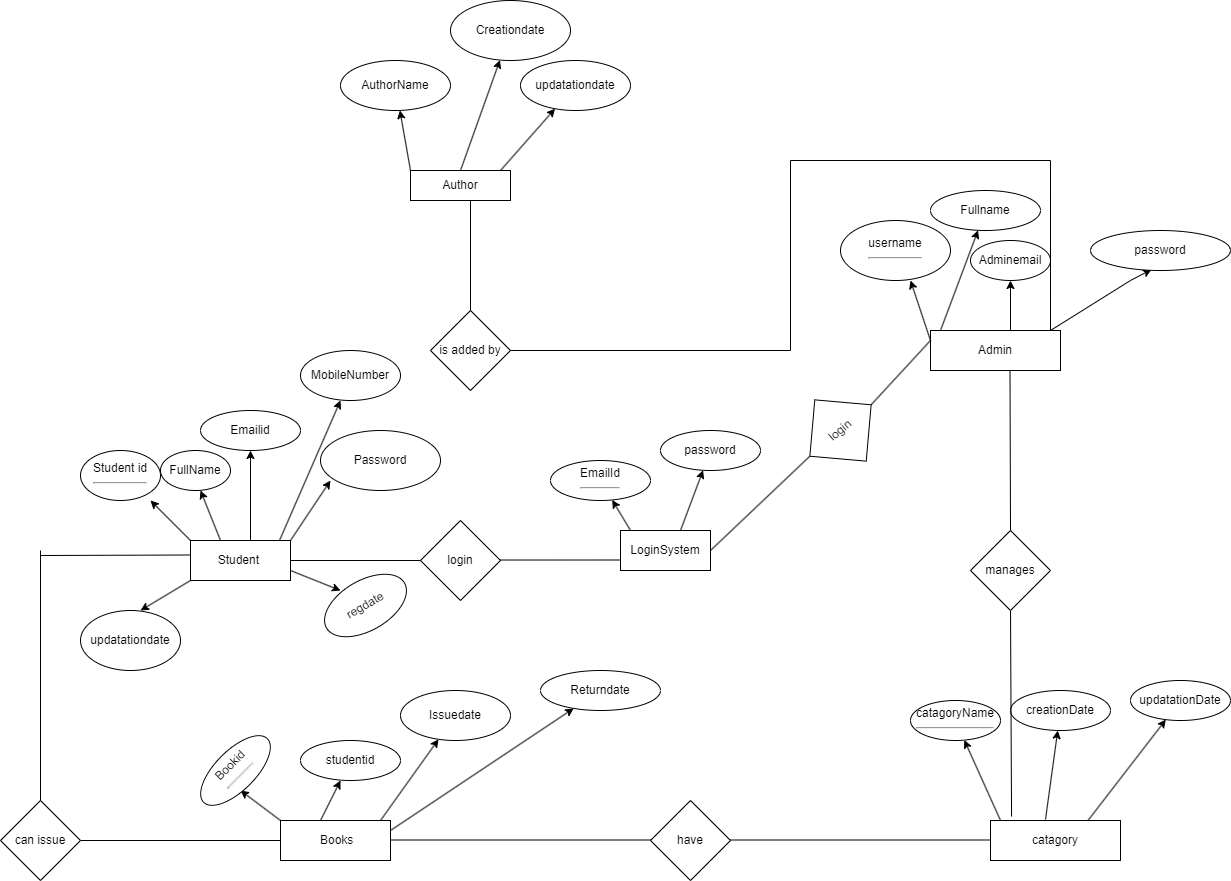 Creationdate
AuthorName
updatationdate
Author
Fullname
username
Adminemail
password
is added by
Admin
MobileNumber
Emailid
Student id
FullName
Password
login
EmailId
password
Student
login
LoginSystem
manages
regdate
updatationdate
Returndate
Issuedate
catagoryName
creationDate
updatationDate
Bookid
studentid
can issue
Books
have
catagory